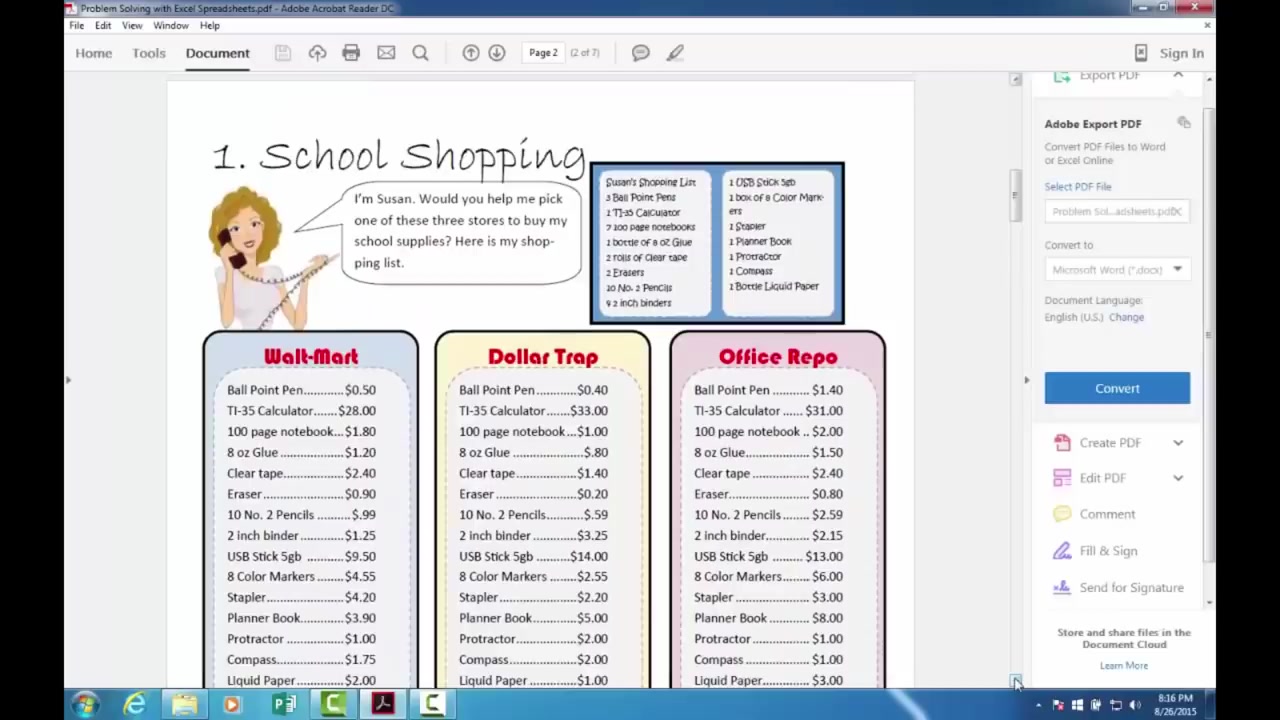 Problem Solving with Excel Spreadsheets.pdf - Adobe Acrobat Reader DC
File Edit View Window Help
Home Tools Document
Page 2 (2 of 7)
Sign In
1. School Shopping
I'm Susan. Would you help me pick
one of these three stores to buy my
school supplies? Here is my shop-
ping list.
Susan's Shopping List
3 Ball Point Pens
1 TJ-35 Calculator
7 100 page notebooks
1 bottle of 8 oz Glue
2 rolls of Clear tape
2 Erasers
10 No. 2 Pencils
4 2 inch binders
1 USB Stick 5gb
1 box of 8 Color Mark-
ers
1 Stapler
1 Planner Book
1 Protractor
1 Compass
1 Bottle Liquid Paper
Walt-Mart
Ball Point Pen..............$0.50
TI-35 Calculator.......$28.00
100 page notebook...$1.80
8 oz Glue ....................$1.20
Clear tape...................$2.40
Eraser.........................$0.90
10 No. 2 Pencils ..........$.99
2 inch binder..............$1.25
USB Stick 5gb ............$9.50
8 Color Markers ........$4.55
Stapler.......................$4.20
Planner Book.............$3.90
Protractor .................$1.00
Compass....................$1.75
Liquid Paper..............$2.00
Dollar Trap
Ball Point Pen .............$0.40
TI-35 Calculator........$33.00
100 page notebook...$1.00
8 oz Glue .....................$.80
Clear tape...................$1.40
Eraser ........................$0.20
10 No. 2 Pencils..........$.59
2 inch binder..............$3.25
USB Stick 5gb ..........$14.00
8 Color Markers ........$2.55
Stapler.......................$2.20
Planner Book.............$5.00
Protractor..................$2.00
Compass....................$2.00
Liquid Paper ..............$1.00
Office Repo
Ball Point Pen .............$1.40
TI-35 Calculator ...... $31.00
100 page notebook .. $2.00
8 oz Glue.................... $1.50
Clear tape ................. $2.40
Eraser........................ $0.80
10 No. 2 Pencils ........ $2.59
2 inch binder............. $2.15
USB Stick 5gb ......... $13.00
8 Color Markers........ $6.00
Stapler...................... $3.00
Planner Book ............ $8.00
Protractor ................. $1.00
Compass ................... $1.00
Liquid Paper.............. $3.00
Export PDF
Adobe Export PDF
Convert PDF Files to Word
or Excel Online
Select PDF File
Problem Sol...adsheets.pdf
Convert to
Microsoft Word (*.docx)
Document Language:
English (U.S.) Change
Convert
Create PDF
Edit PDF
Comment
Fill & Sign
Send for Signature
Store and share files in the
Document Cloud
Learn More
8:16 PM
8/26/2015